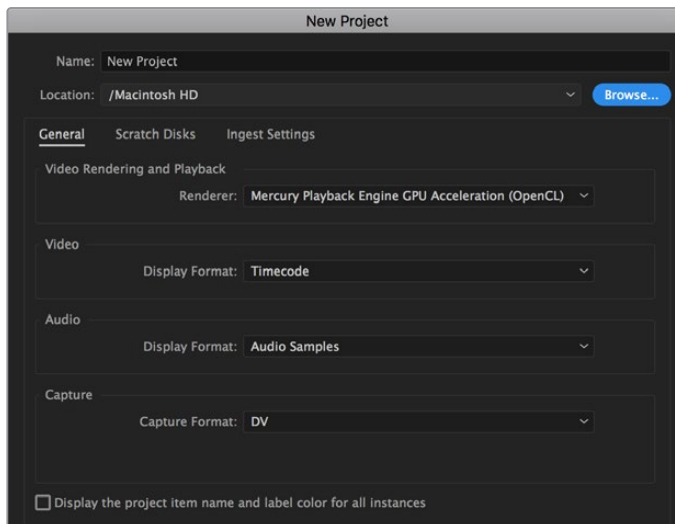 New Project
Name: New Project
Location: /Macintosh HD Browse...
General Scratch Disks Ingest Settings
Video Rendering and Playback
Renderer: Mercury Playback Engine GPU Acceleration (OpenCL)
Video
Display Format: Timecode
Audio
Display Format: Audio Samples
Capture
Capture Format: DV
Display the project item name and label color for all instances